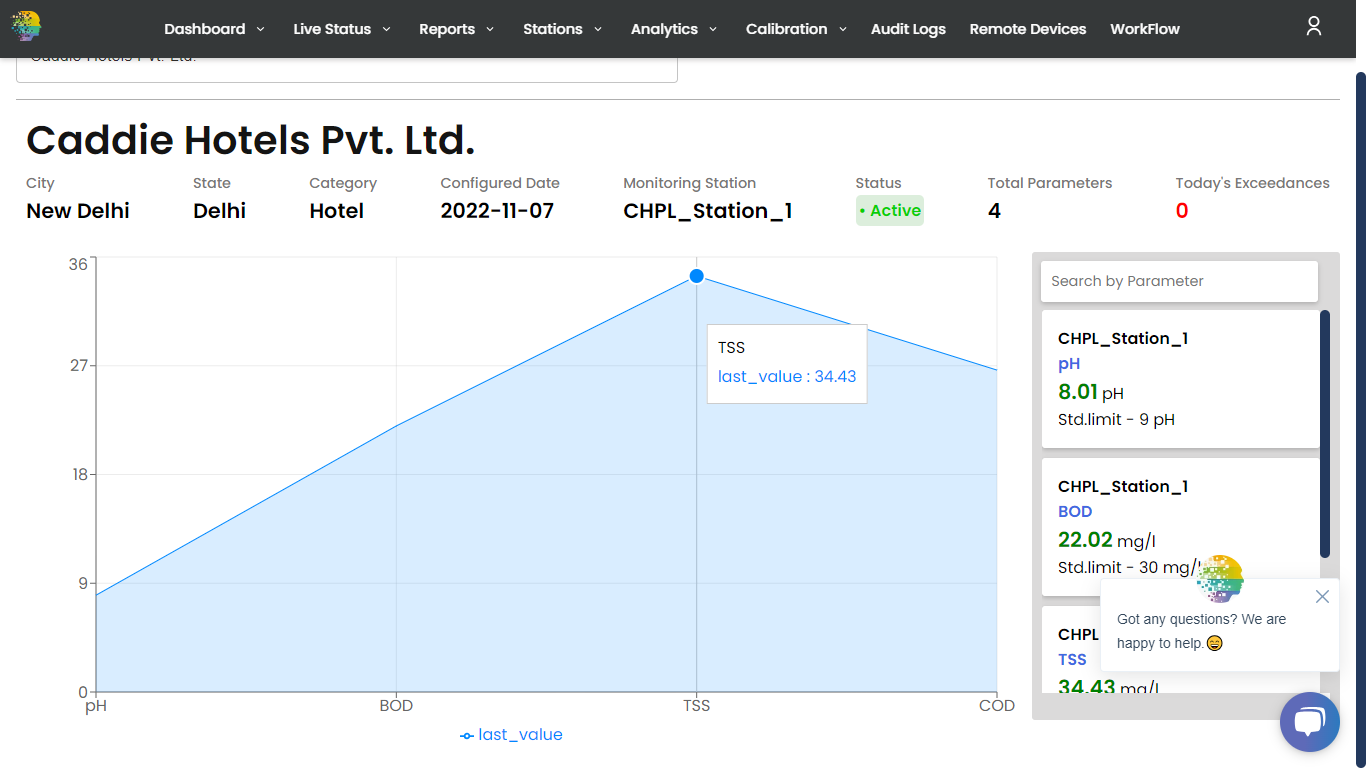 Dashboard Live Status Reports Stations Analytics Calibration Audit Logs Remote Devices WorkFlow
Caddie Hotels Pvt. Ltd.
Caddie Hotels Pvt. Ltd.
City State Category Configured Date Monitoring Station Status Total Parameters Today's Exceedances
New Delhi Delhi Hotel 2022-11-07 CHPL_Station_1 • Active 4 0
36
27
18
9
0
pH BOD TSS COD
TSS
last_value : 34.43
last_value
Search by Parameter
CHPL_Station_1
pH
8.01 pH
Std.limit - 9 pH
CHPL_Station_1
BOD
22.02 mg/l
Std.limit - 30 mg/l
CHPL
TSS
34.43 mg/l
Got any questions? We are
happy to help.😄